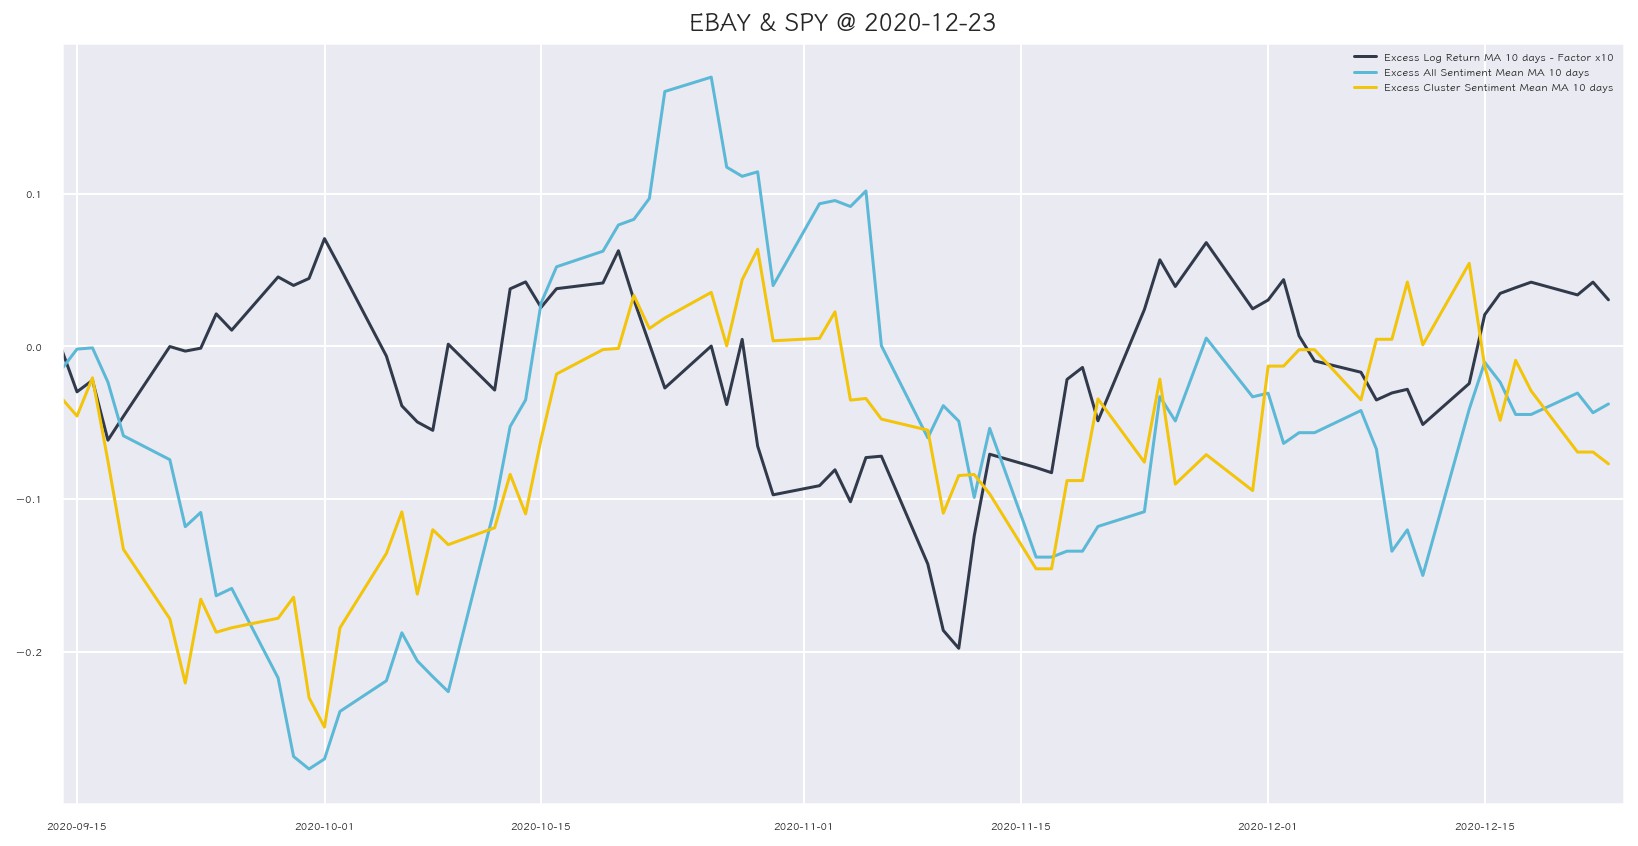 EBAY & SPY @ 2020-12-23
Excess Log Return MA 10 days - Factor x10
Excess All Sentiment Mean MA 10 days
Excess Cluster Sentiment Mean MA 10 days
0.1
0.0
−0.1
−0.2
2020-09-15 2020-10-01 2020-10-15 2020-11-01 2020-11-15 2020-12-01 2020-12-15